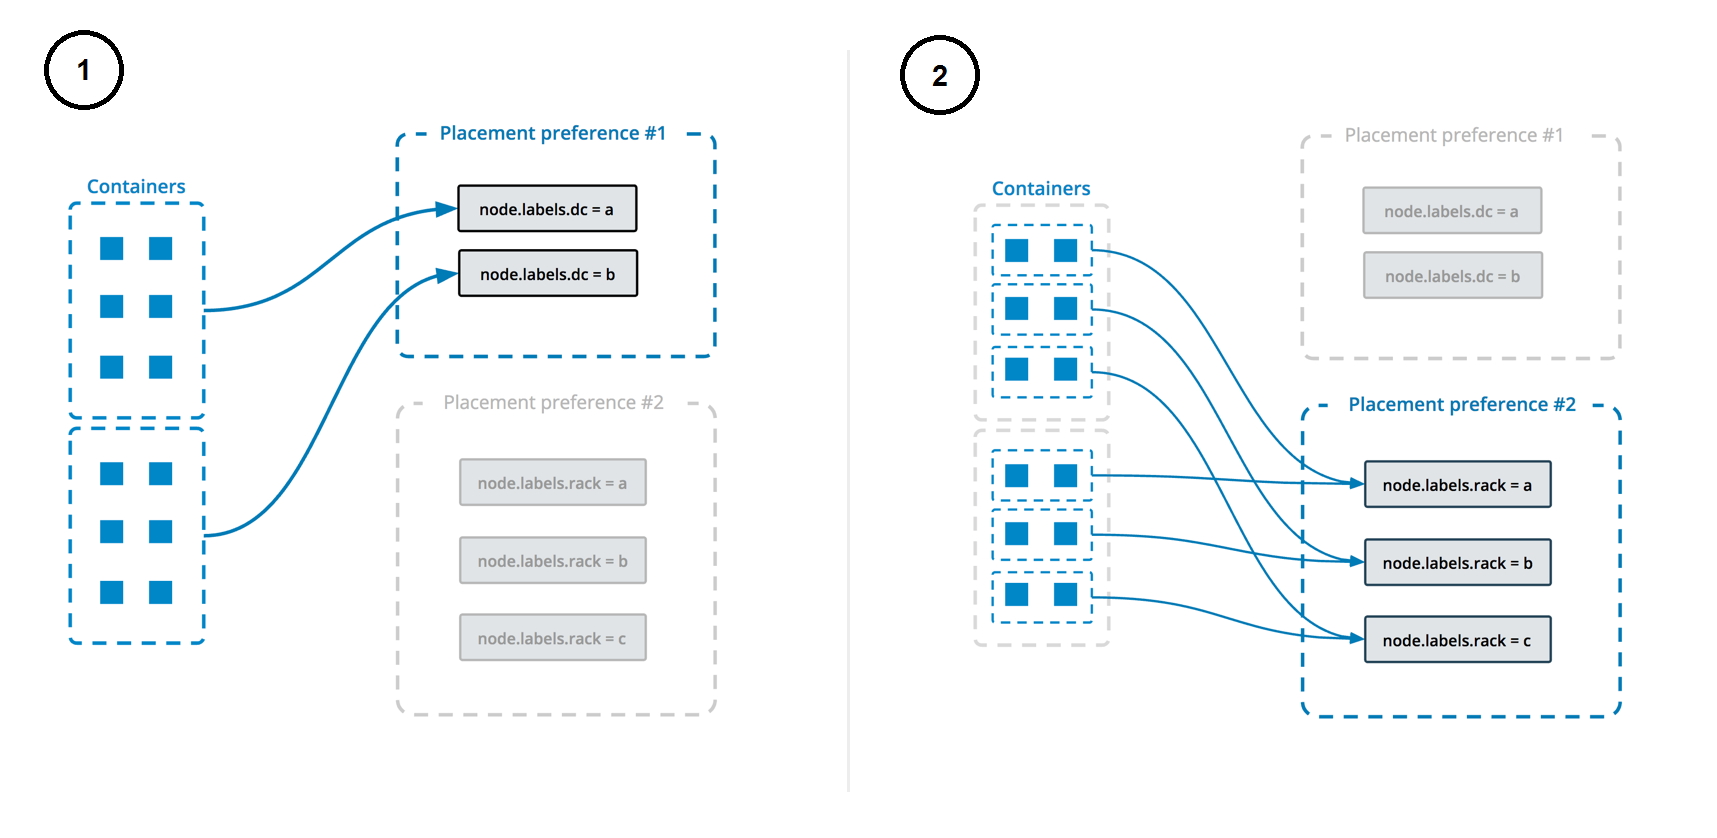 1
Placement preference #1
Containers
node.labels.dc = a
node.labels.dc = b
Placement preference #2
node.labels.rack = a
node.labels.rack = b
node.labels.rack = c
2
Placement preference #1
Containers
node.labels.dc = a
node.labels.dc = b
Placement preference #2
node.labels.rack = a
node.labels.rack = b
node.labels.rack = c